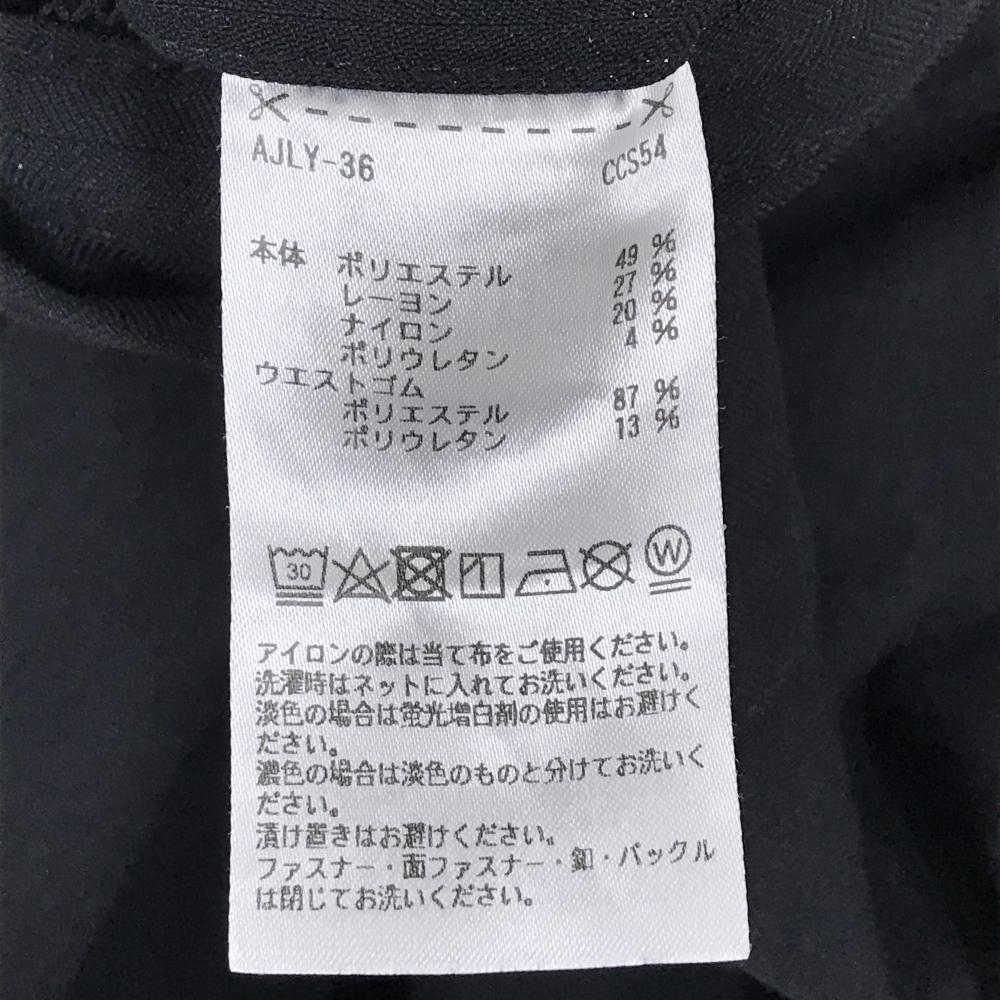 AJLY-36 CCS54
本体 ポリエステル 49 %
レーヨン 27 %
ナイロン 20 %
ポリウレタン 4 %
ウエストゴム
ポリエステル 87 %
ポリウレタン 13 %
30 W
アイロンの際は当て布をご使用ください。
洗濯時はネットに入れてお洗いください。
淡色の場合は蛍光増白剤の使用はお避けく
ださい。
濃色の場合は淡色のものと分けてお洗いく
ださい。
漬け置きはお避けください。
ファスナー・面ファスナー・釦・バックル
は閉じてお洗いください。